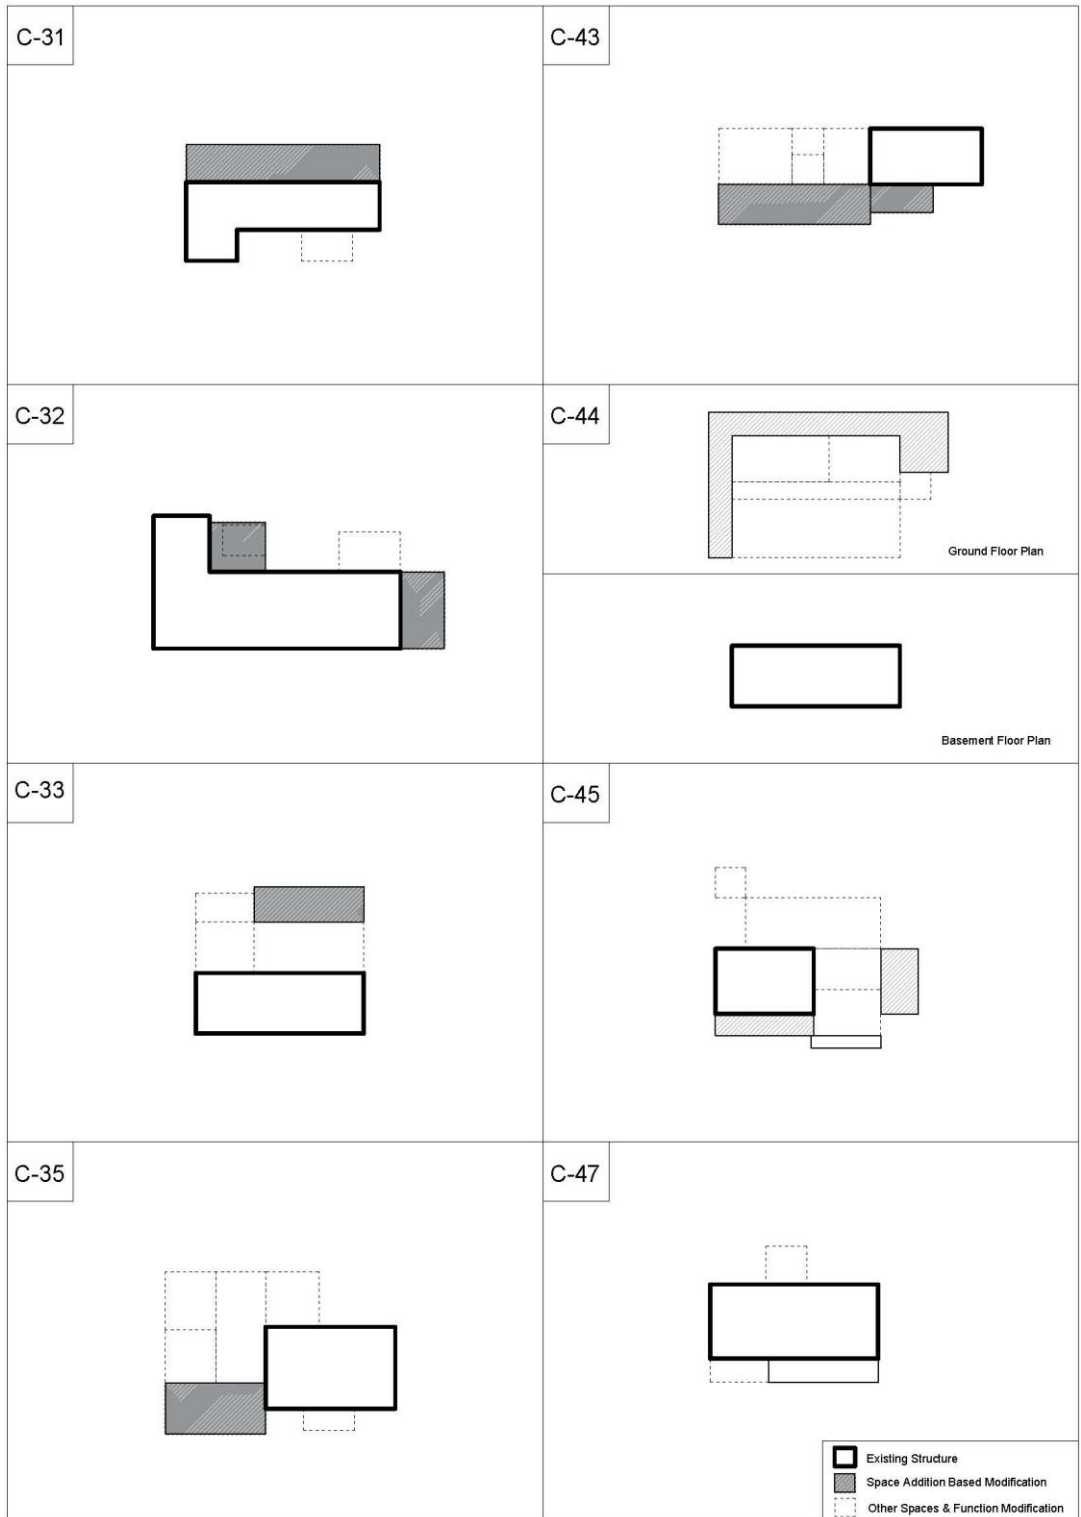 C-31
C-43
C-32
C-44
Ground Floor Plan
Basement Floor Plan
C-33
C-45
C-35
C-47
Existing Structure
Space Addition Based Modification
Other Spaces & Function Modification